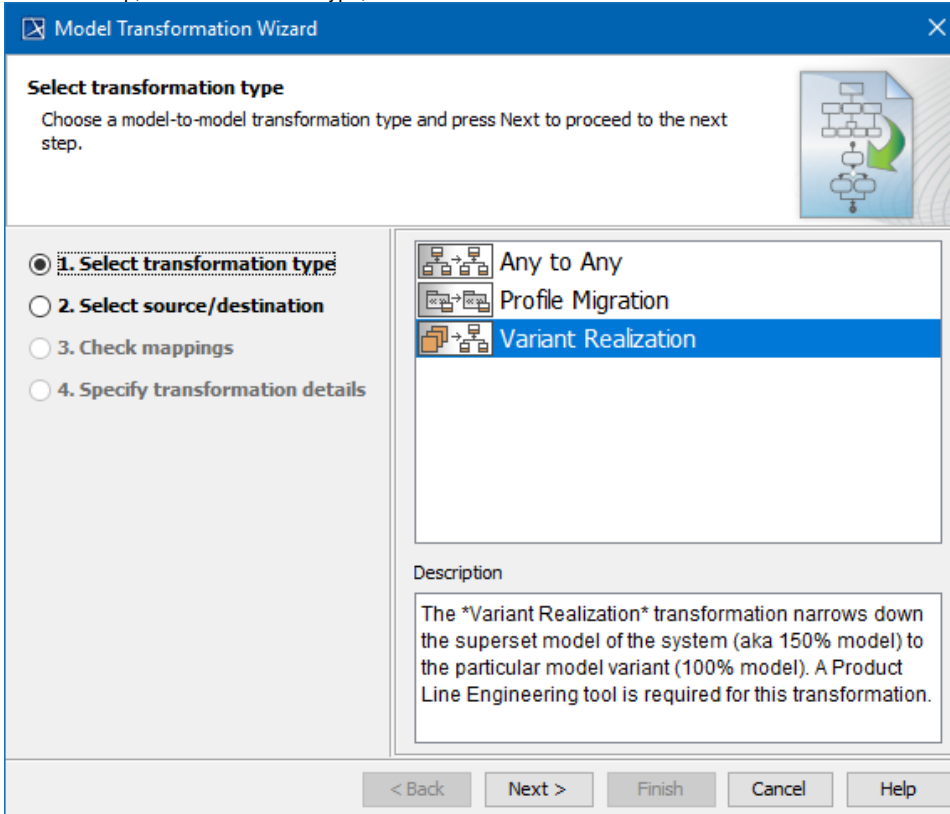 Model Transformation Wizard
Select transformation type
Choose a model-to-model transformation type and press Next to proceed to the next
step.
1. Select transformation type
2. Select source/destination
3. Check mappings
4. Specify transformation details
Any to Any
Profile Migration
Variant Realization
Description
The *Variant Realization* transformation narrows down
the superset model of the system (aka 150% model) to
the particular model variant (100% model). A Product
Line Engineering tool is required for this transformation.
< Back
Next >
Finish
Cancel
Help